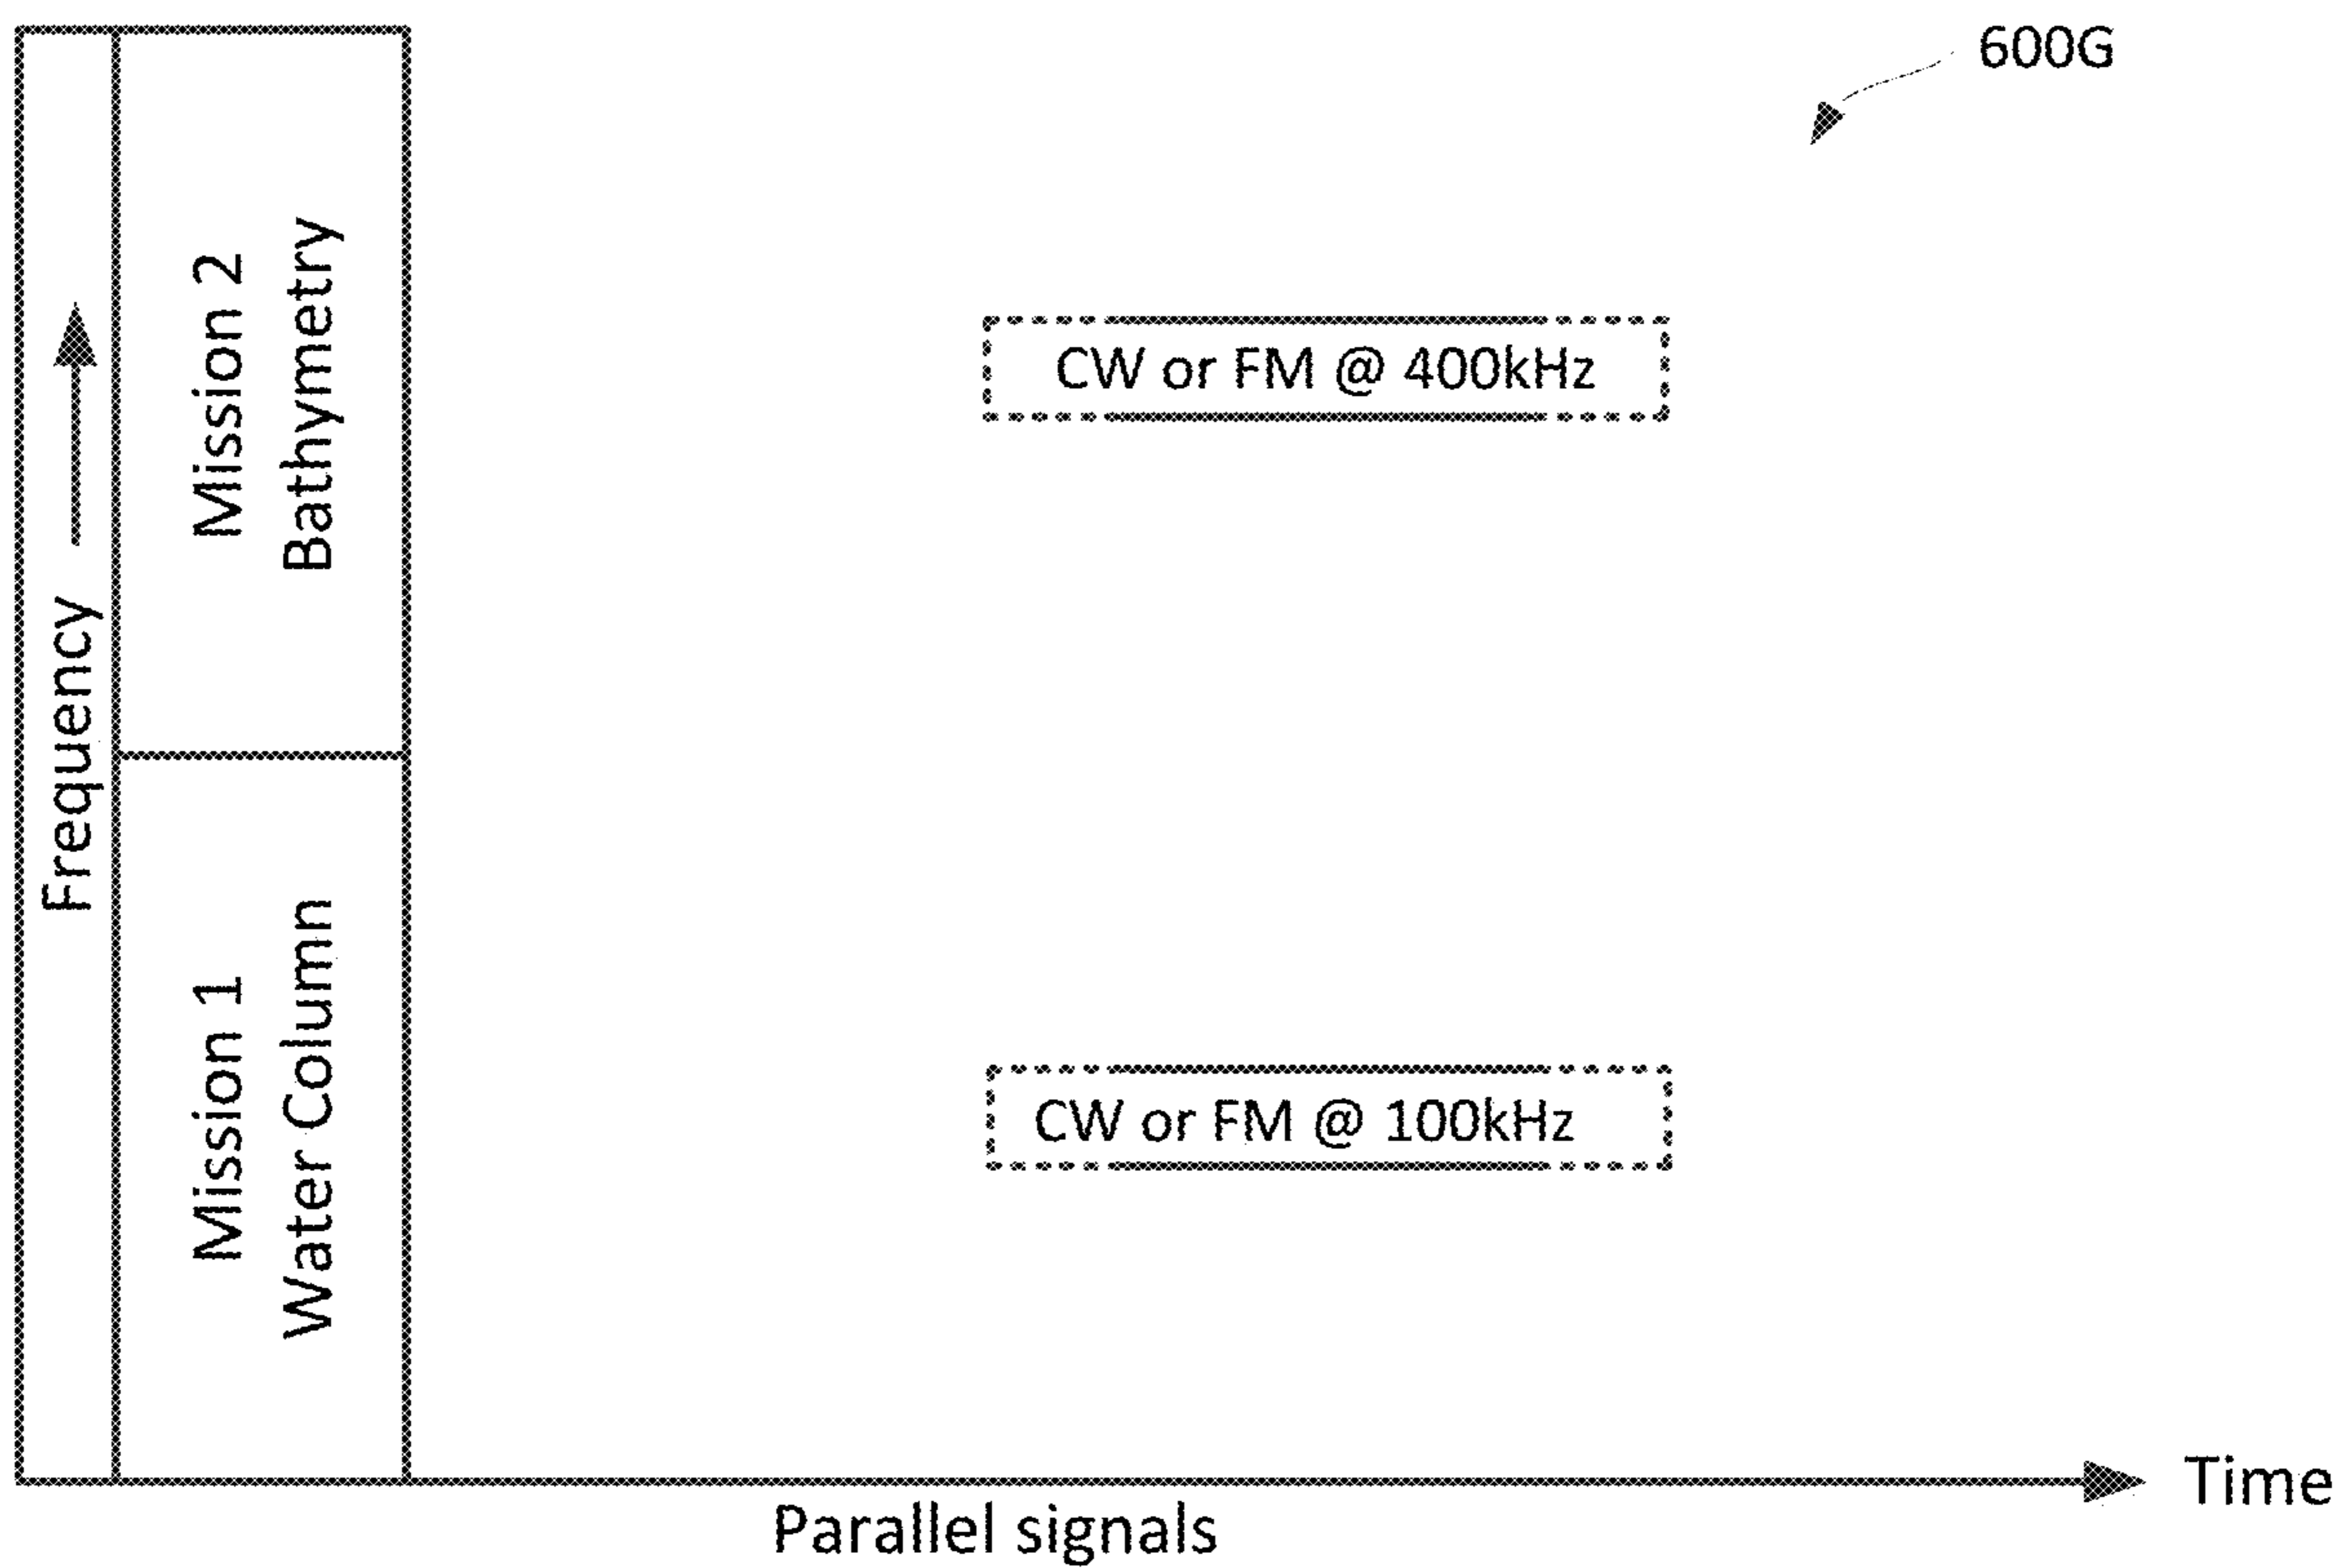 600G
Frequency
Mission 2
Bathymetry
CW or FM @ 400kHz
Mission 1
Water Column
CW or FM @ 100kHz
Time
Parallel signals